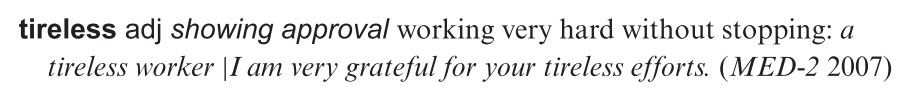 tireless adj showing approval working very hard without stopping: a
tireless worker |I am very grateful for your tireless efforts. (MED-2 2007)